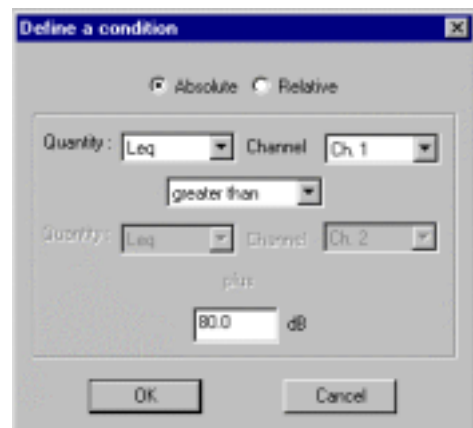 Define a condition
Absolute Relative
Quantity : Leq Channel Ch. 1
greater than
Quantity : Leq Channel Ch. 2
plus
80.0 dB
OK Cancel